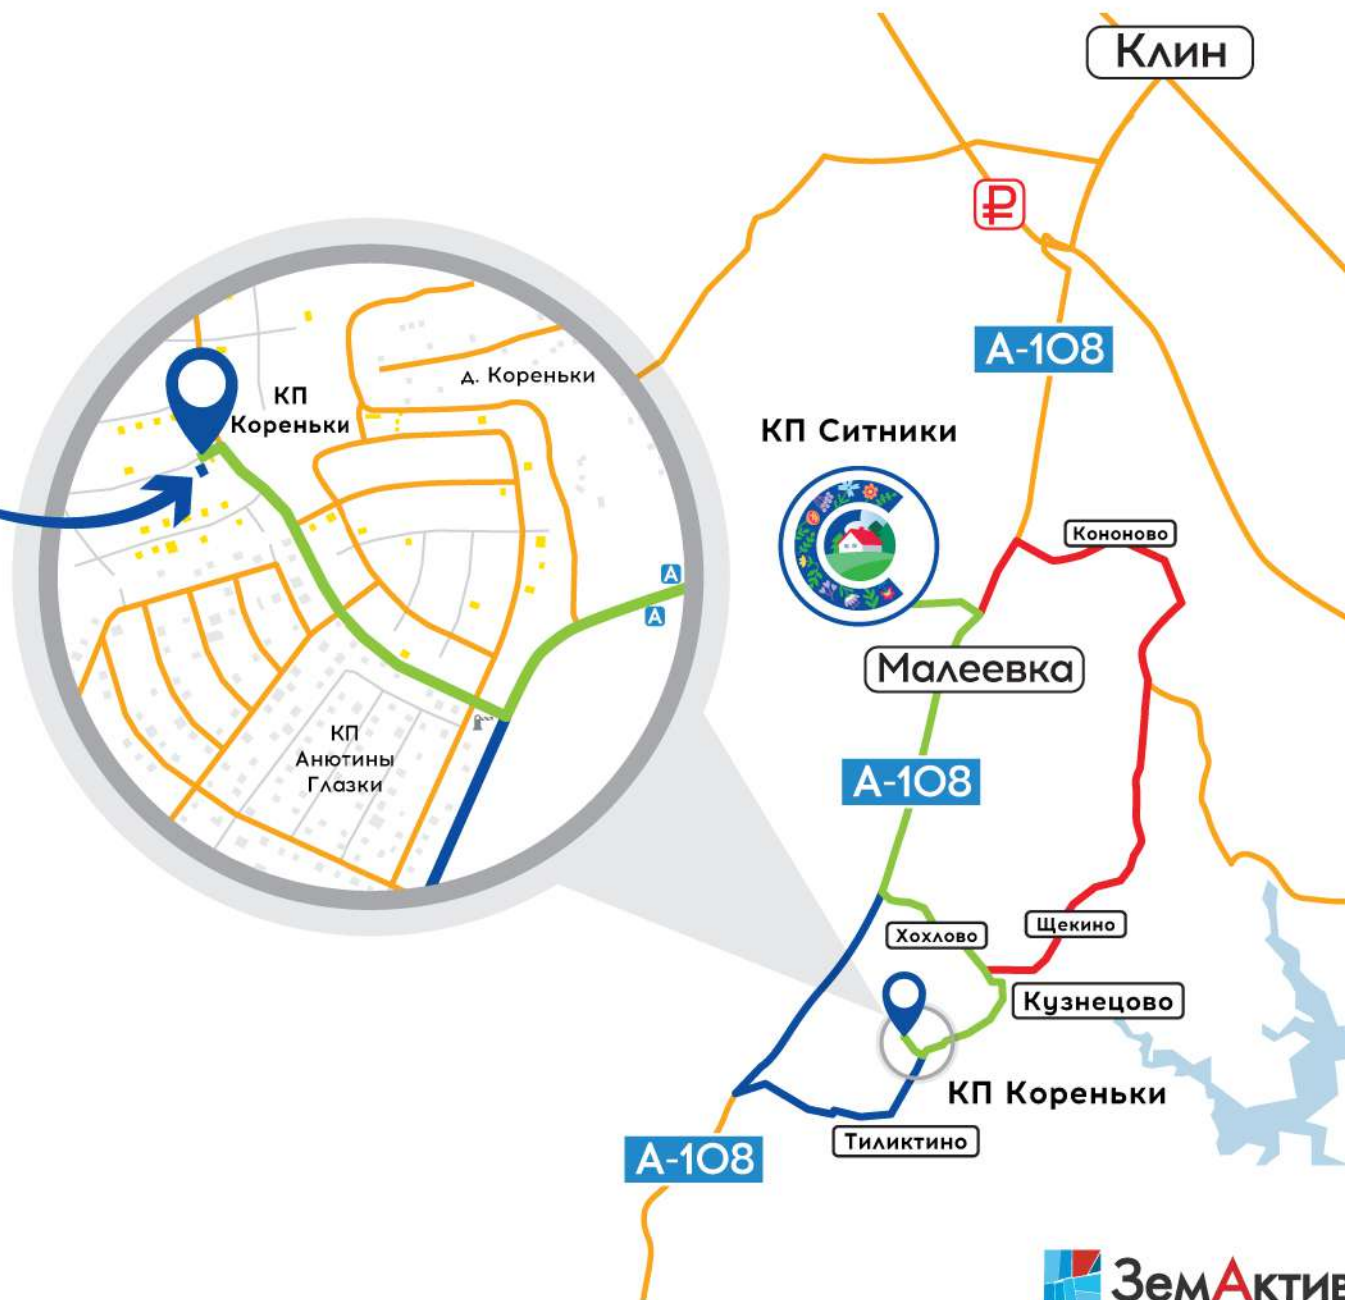 Клин
₽
А-108
д. Кореньки
КП
Кореньки
КП Ситники
Кононово
А
А
Малеевка
КП
Анютины
Глазки
А-108
Хохлово
Щекино
Кузнецово
КП Кореньки
Тиликтино
А-108
ЗемАктив